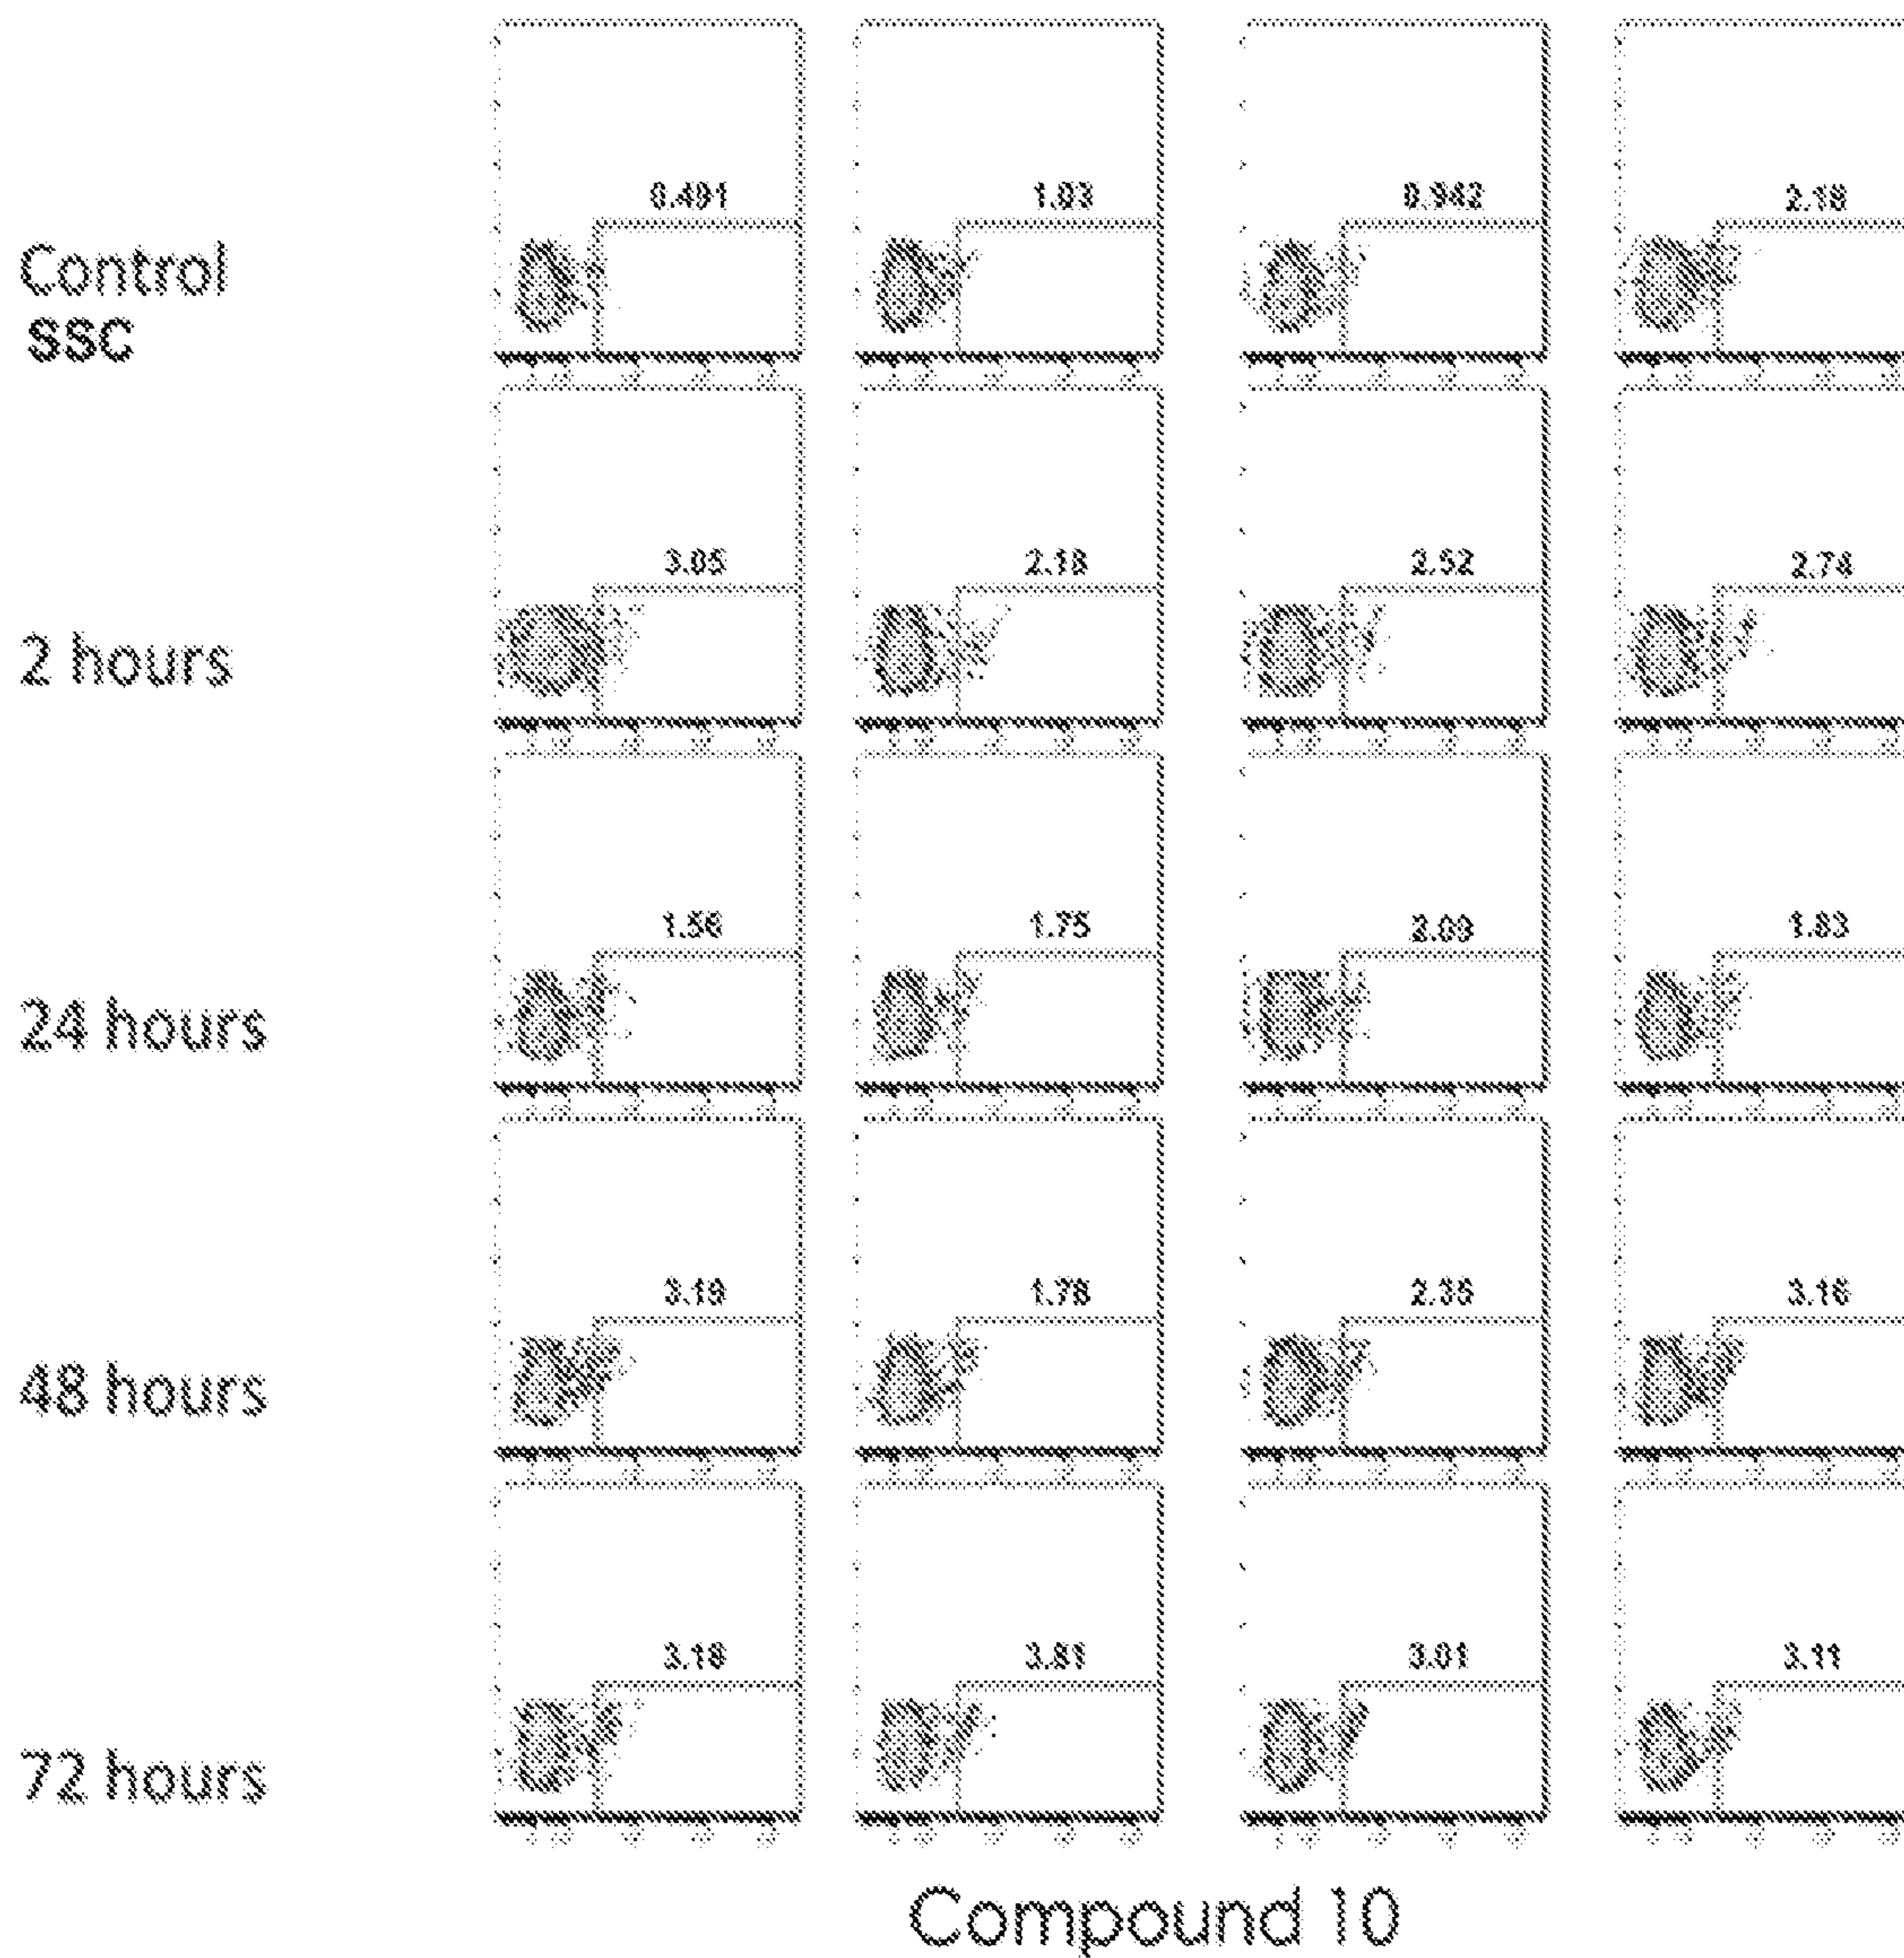 0.491 1.03 0.942 2.18
Control
SSC
3.05 2.18 2.52 2.74
2 hours
1.56 1.75 2.09 1.83
24 hours
3.19 1.78 2.35 3.16
48 hours
3.18 3.81 3.01 3.11
72 hours
Compound 10